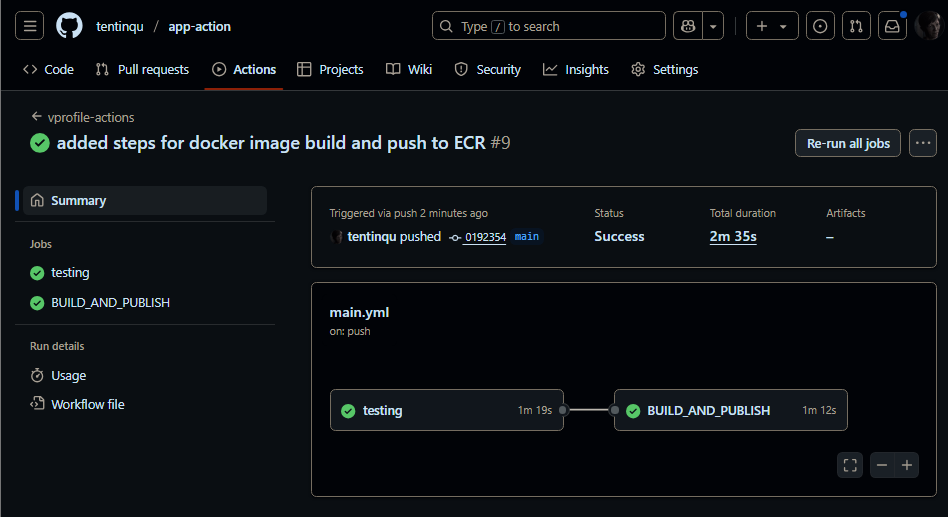 tentinqu / app-action
Type / to search
Code
Pull requests
Actions
Projects
Wiki
Security
Insights
Settings
vprofile-actions
added steps for docker image build and push to ECR #9
Re-run all jobs
Summary
Jobs
testing
BUILD_AND_PUBLISH
Run details
Usage
Workflow file
Triggered via push 2 minutes ago
tentinqu pushed 0192354 main
Status
Success
Total duration
2m 35s
Artifacts
–
main.yml
on: push
testing 1m 19s
BUILD_AND_PUBLISH 1m 12s